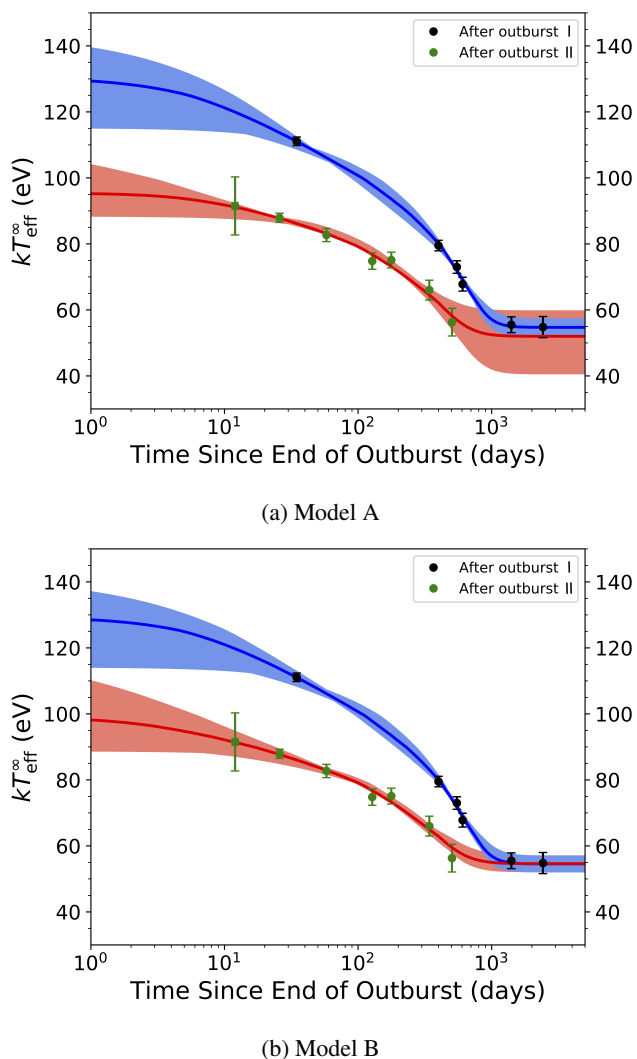 After outburst I
After outburst II
140
120
100
80
60
40
140
120
100
80
60
40
kT∞eff (eV)
10⁰ 10¹ 10² 10³
Time Since End of Outburst (days)
(a) Model A
After outburst I
After outburst II
140
120
100
80
60
40
140
120
100
80
60
40
kT∞eff (eV)
10⁰ 10¹ 10² 10³
Time Since End of Outburst (days)
(b) Model B